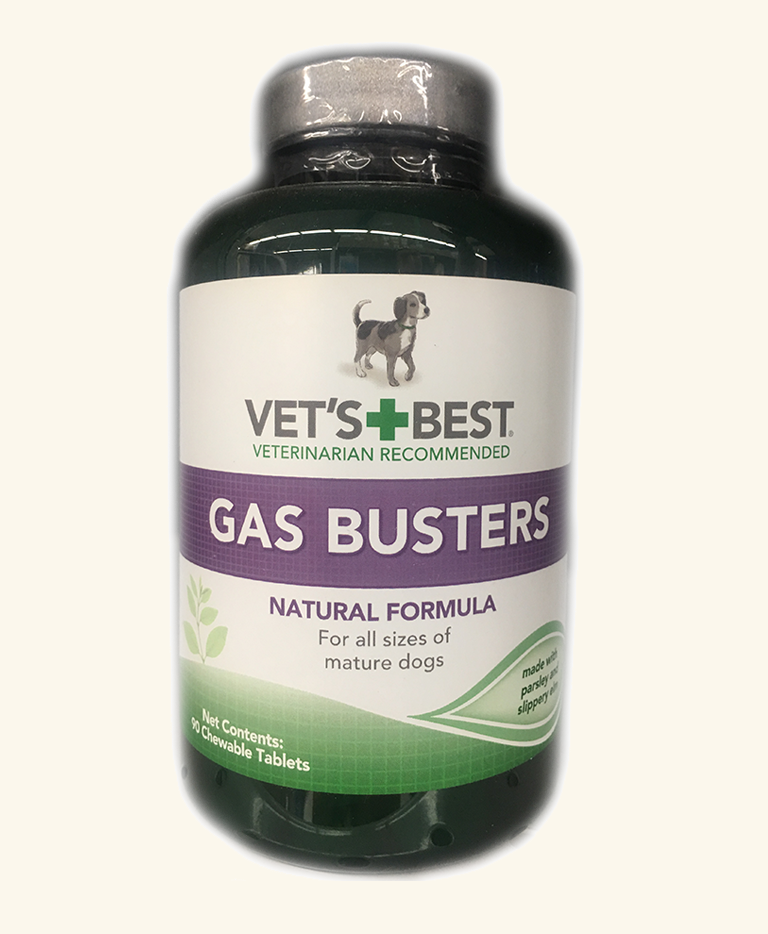 VET'S BEST®
VETERINARIAN RECOMMENDED
GAS BUSTERS
NATURAL FORMULA
For all sizes of
mature dogs
made with
parsley and
slippery elm
Net Contents:
90 Chewable Tablets